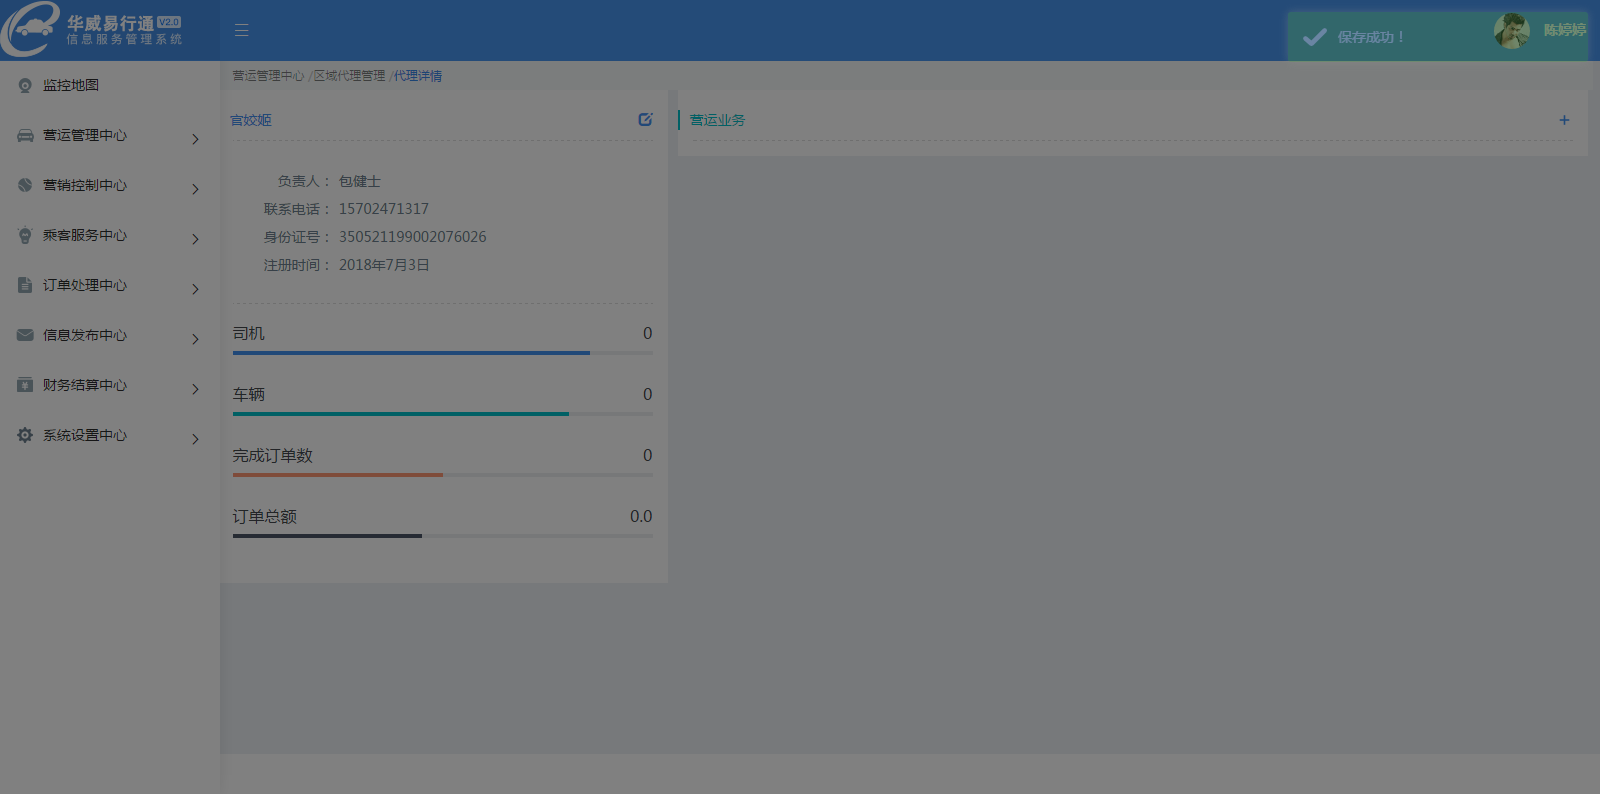 华威易行通 V2.0
信息服务管理系统
保存成功！
陈婷婷
监控地图
营运管理中心
营销控制中心
乘客服务中心
订单处理中心
信息发布中心
财务结算中心
系统设置中心
营运管理中心 /区域代理管理 /代理详情
官姣姬
负责人： 包健士
联系电话： 15702471317
身份证号： 350521199002076026
注册时间： 2018年7月3日
司机 0
车辆 0
完成订单数 0
订单总额 0.0
营运业务 +